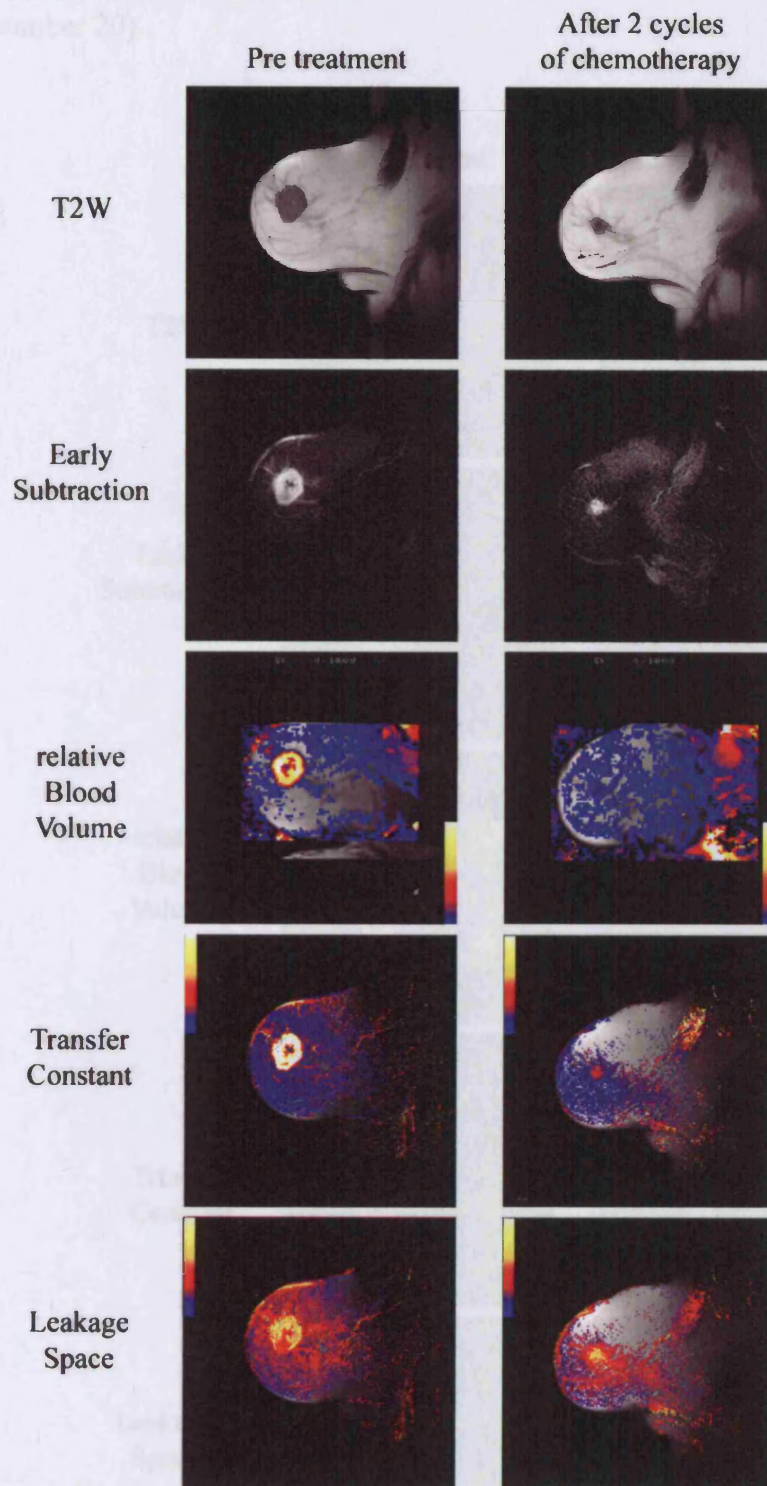 Pre treatment
After 2 cycles
of chemotherapy
T2W
Early
Subtraction
relative
Blood
Volume
Transfer
Constant
Leakage
Space